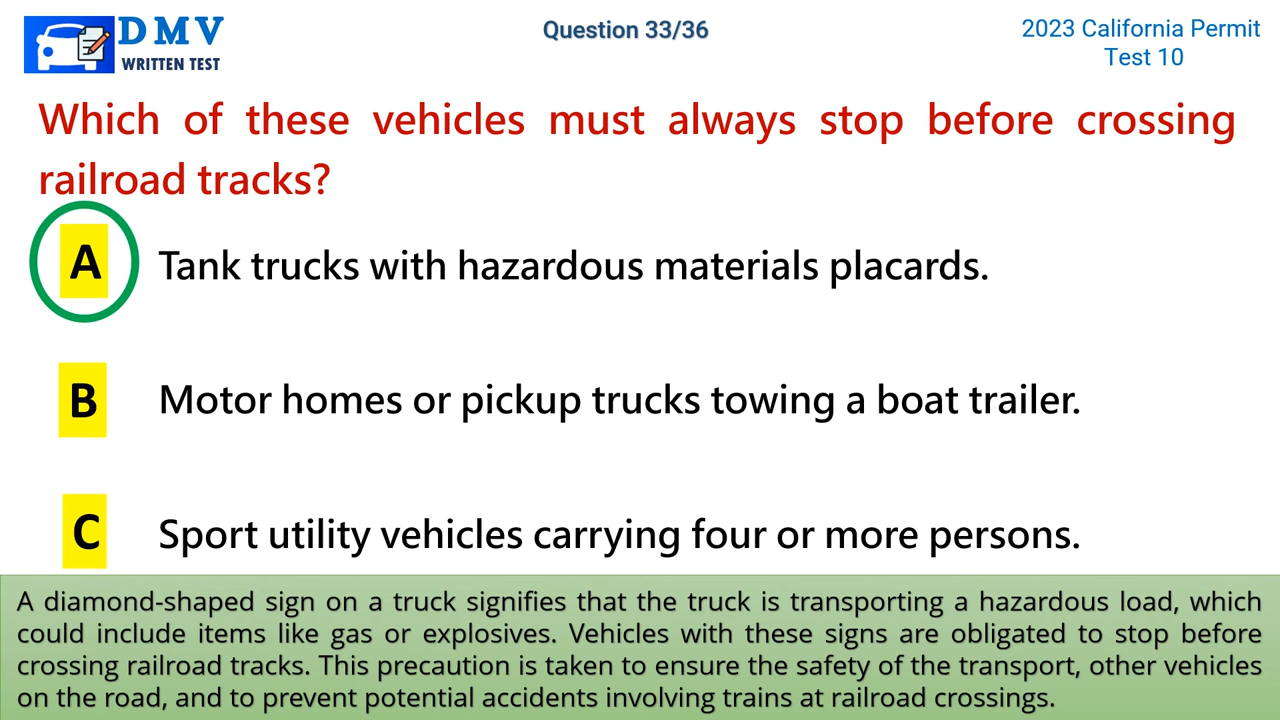 DMV
WRITTEN TEST
Question 33/36
2023 California Permit
Test 10
Which of these vehicles must always stop before crossing
railroad tracks?
A Tank trucks with hazardous materials placards.
B Motor homes or pickup trucks towing a boat trailer.
C Sport utility vehicles carrying four or more persons.
A diamond-shaped sign on a truck signifies that the truck is transporting a hazardous load, which
could include items like gas or explosives. Vehicles with these signs are obligated to stop before
crossing railroad tracks. This precaution is taken to ensure the safety of the transport, other vehicles
on the road, and to prevent potential accidents involving trains at railroad crossings.